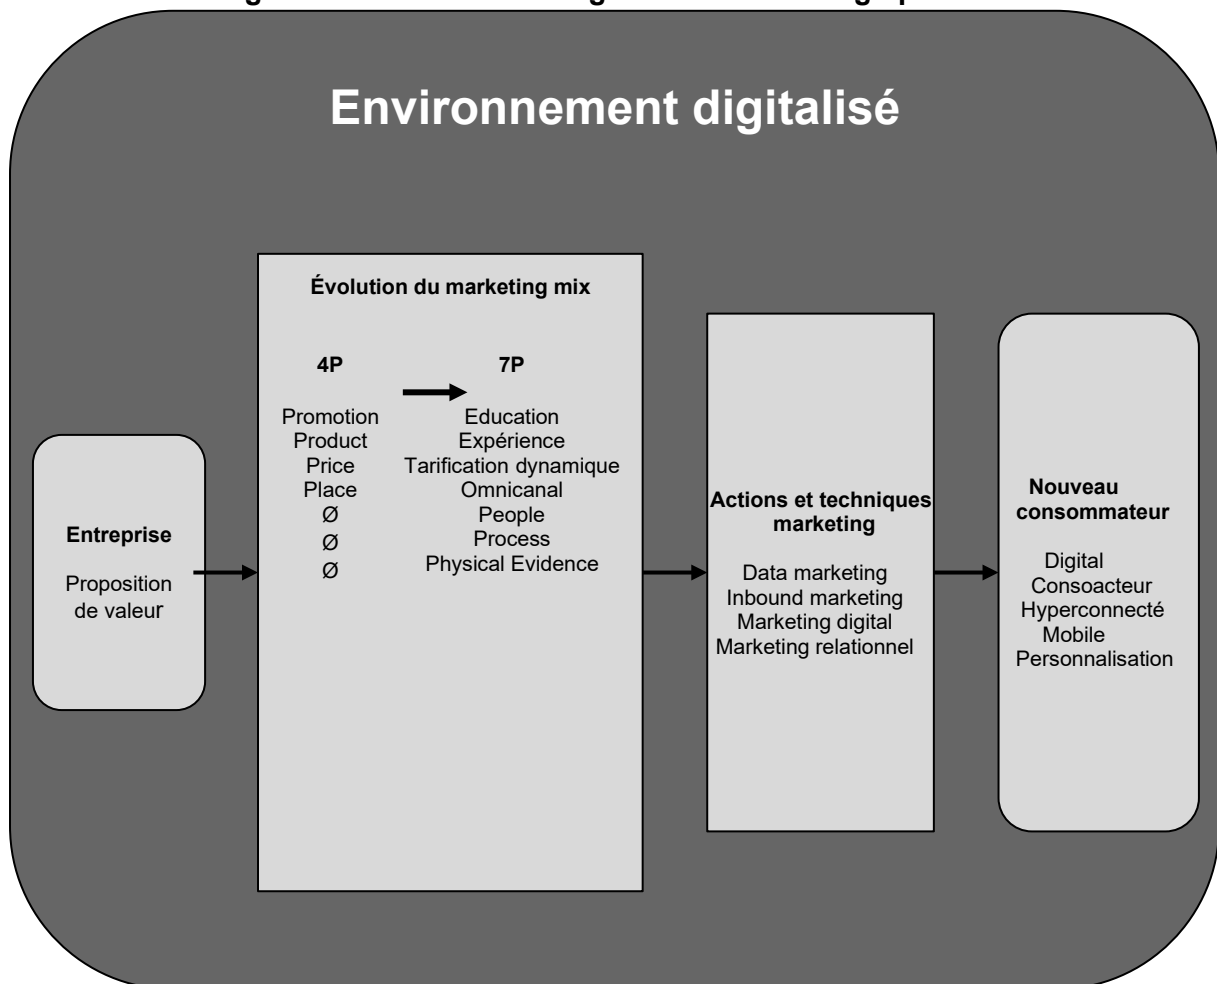 Environnement digitalisé
Évolution du marketing mix
4P
7P
Promotion
Product
Price
Place
Ø
Ø
Ø
Education
Expérience
Tarification dynamique
Omnicanal
People
Process
Physical Evidence
Entreprise
Proposition
de valeur
Actions et techniques
marketing
Data marketing
Inbound marketing
Marketing digital
Marketing relationnel
Nouveau
consommateur
Digital
Consoacteur
Hyperconnecté
Mobile
Personnalisation